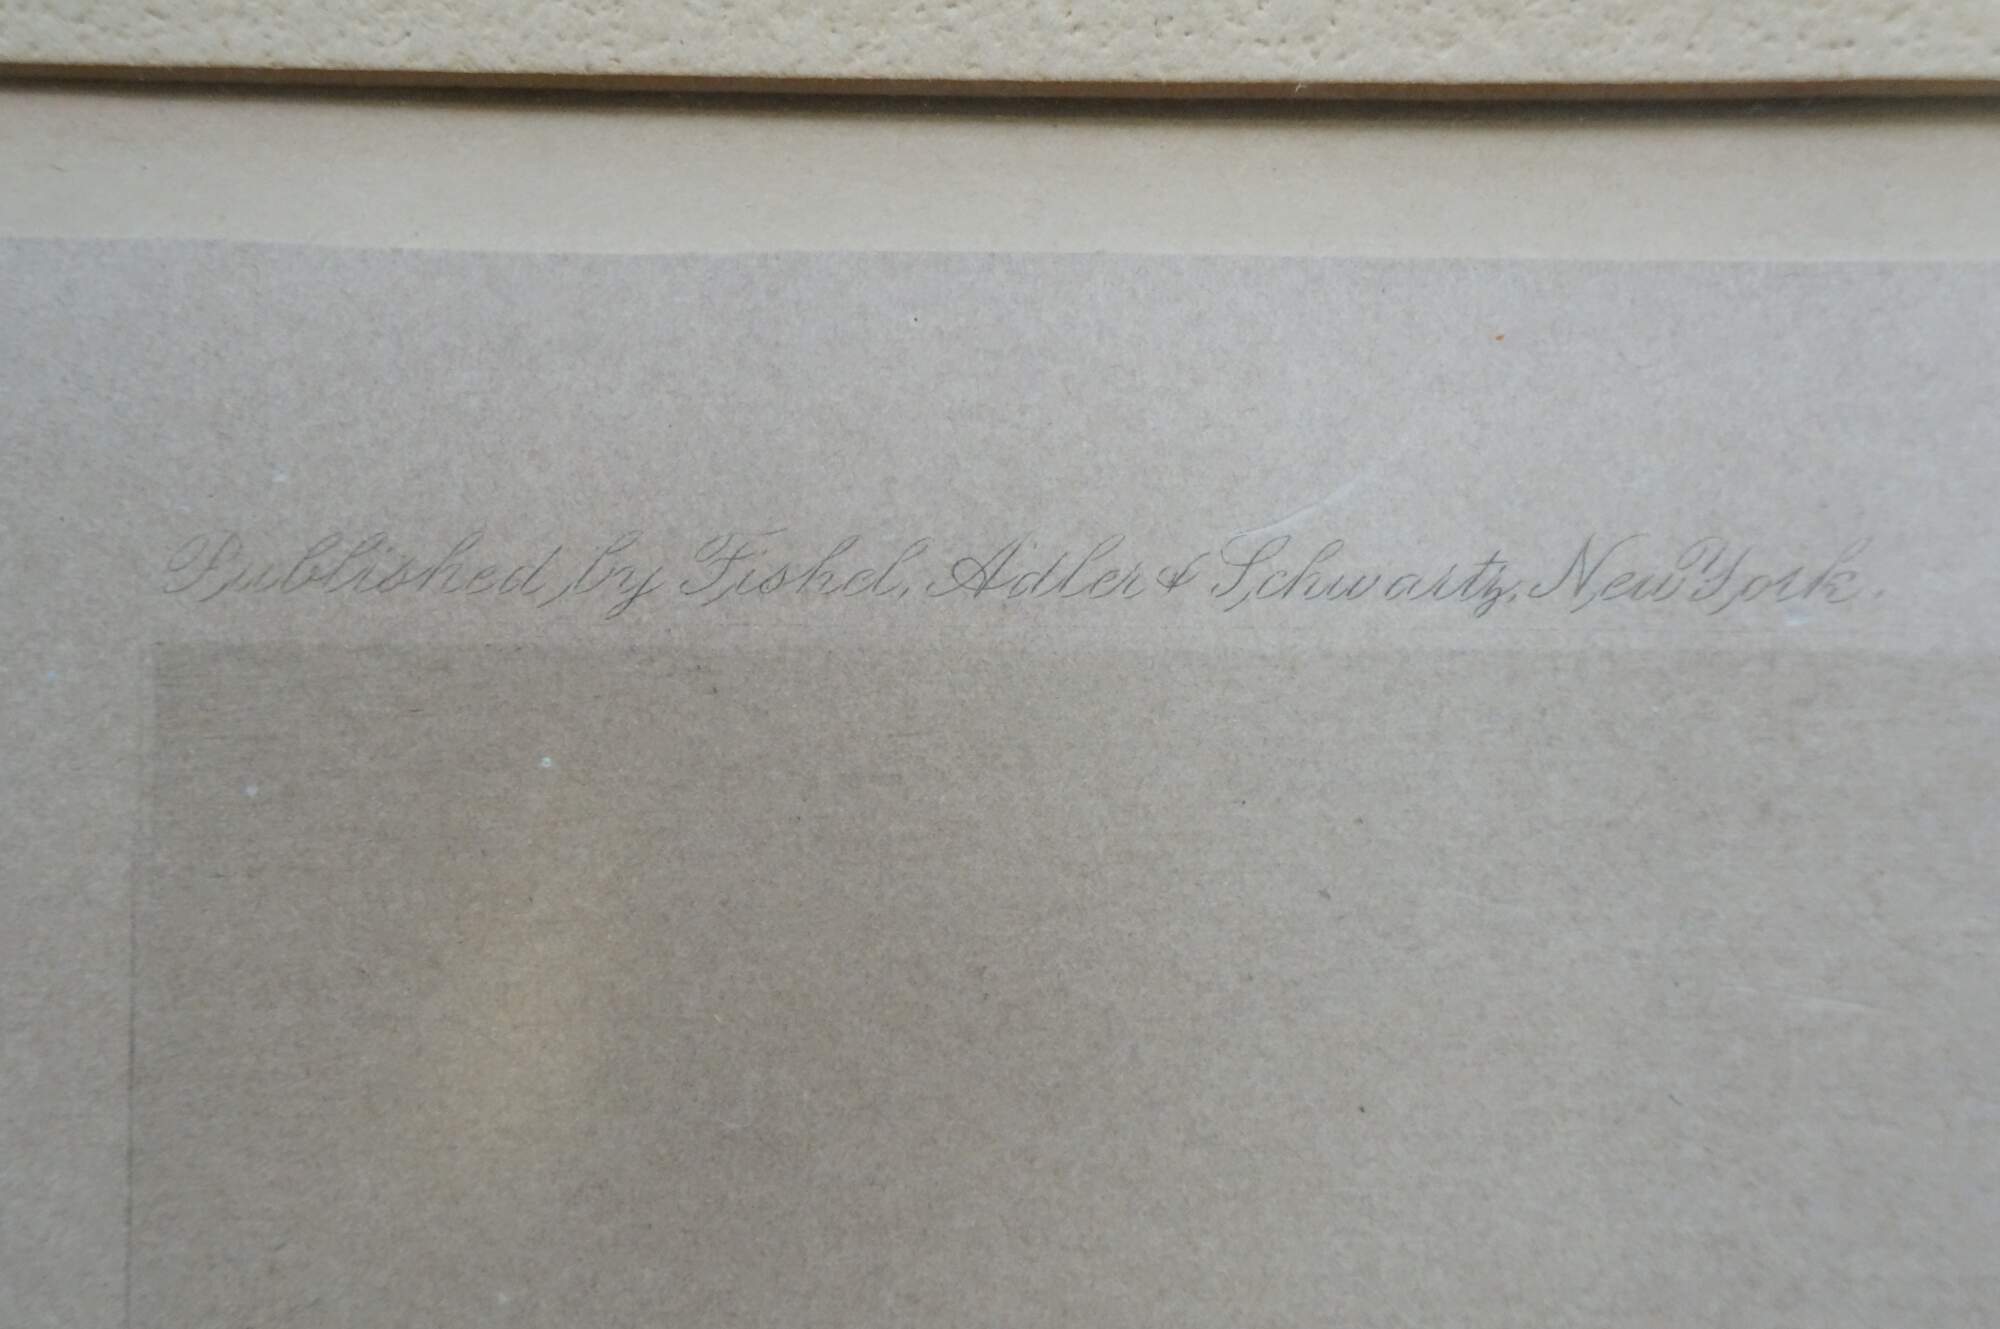 Published by Fishel, Adler & Schwartz, New York.